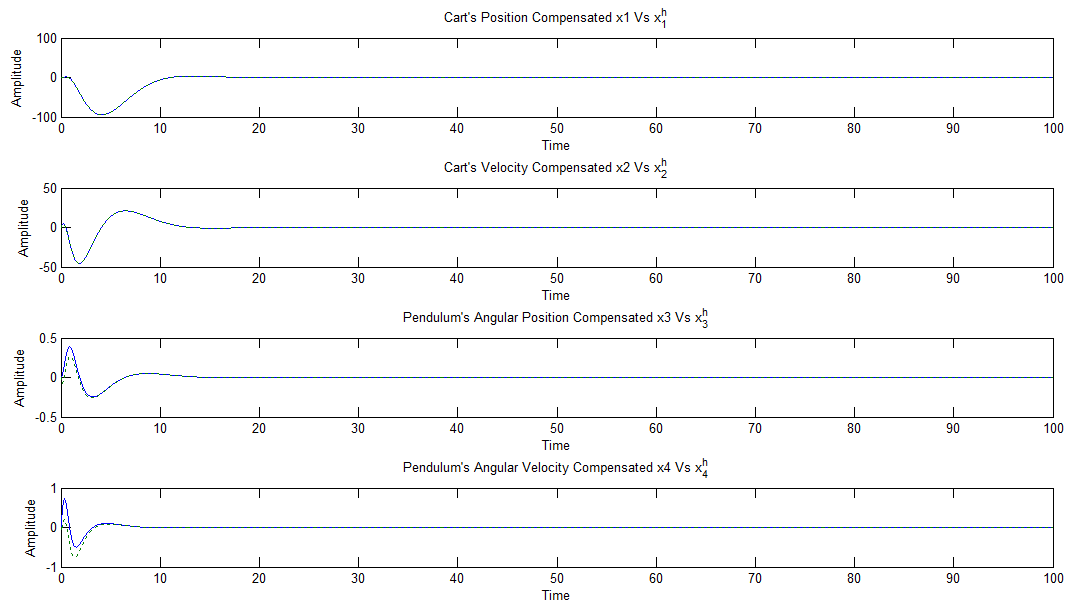 Cart's Position Compensated x1 Vs x₁ʰ
100
0
-100
Amplitude
0 10 20 30 40 50 60 70 80 90 100
Time
Cart's Velocity Compensated x2 Vs x₂ʰ
50
0
-50
Amplitude
0 10 20 30 40 50 60 70 80 90 100
Time
Pendulum's Angular Position Compensated x3 Vs x₃ʰ
0.5
0
-0.5
Amplitude
0 10 20 30 40 50 60 70 80 90 100
Time
Pendulum's Angular Velocity Compensated x4 Vs x₄ʰ
1
0
-1
Amplitude
0 10 20 30 40 50 60 70 80 90 100
Time